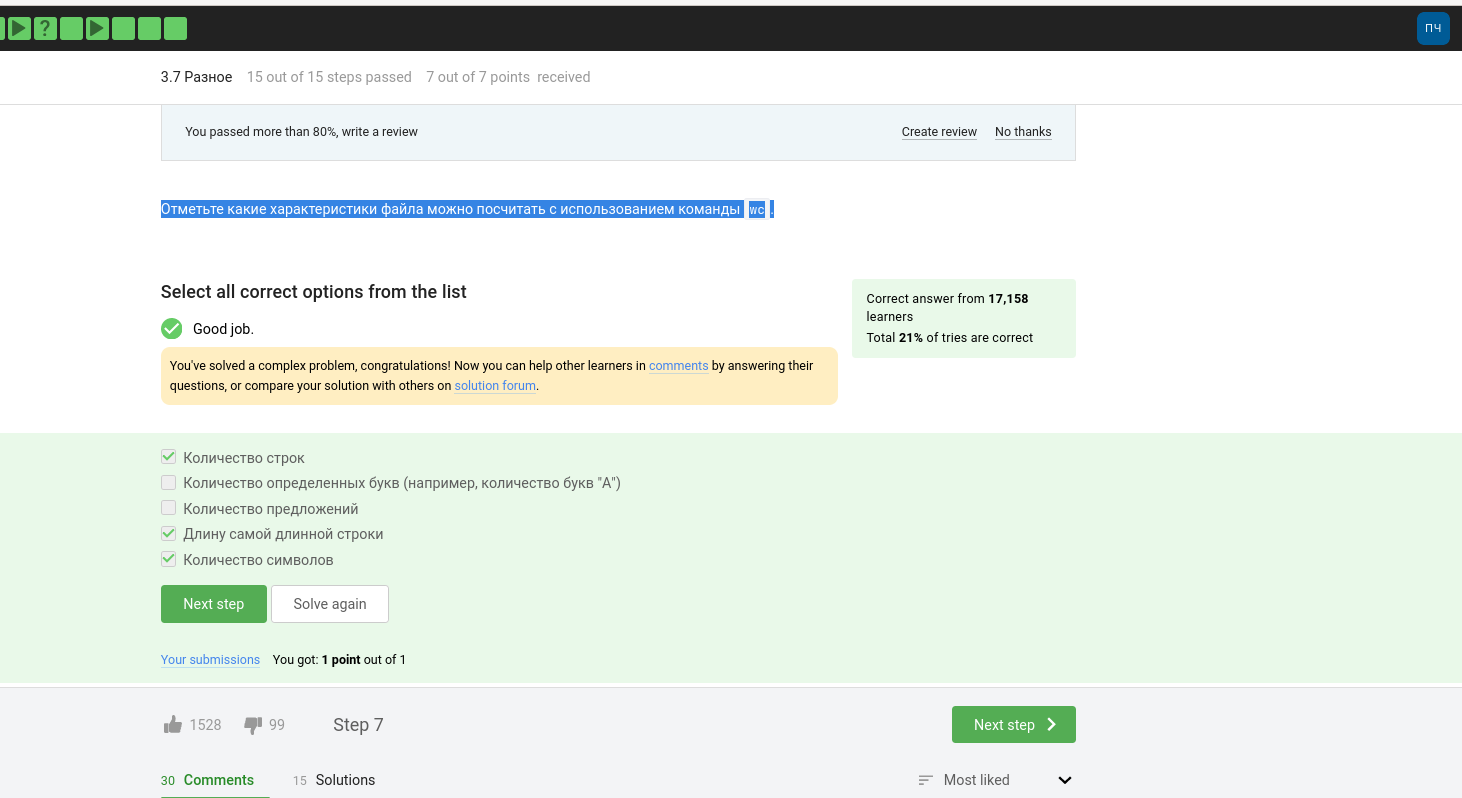 ?
ПЧ
3.7 Разное 15 out of 15 steps passed 7 out of 7 points received
You passed more than 80%, write a review Create review No thanks
Отметьте какие характеристики файла можно посчитать с использованием команды wc .
Select all correct options from the list
Good job.
You've solved a complex problem, congratulations! Now you can help other learners in comments by answering their
questions, or compare your solution with others on solution forum.
Correct answer from 17,158
learners
Total 21% of tries are correct
Количество строк
Количество определенных букв (например, количество букв "А")
Количество предложений
Длину самой длинной строки
Количество символов
Next step Solve again
Your submissions You got: 1 point out of 1
1528 99 Step 7 Next step
30 Comments 15 Solutions Most liked